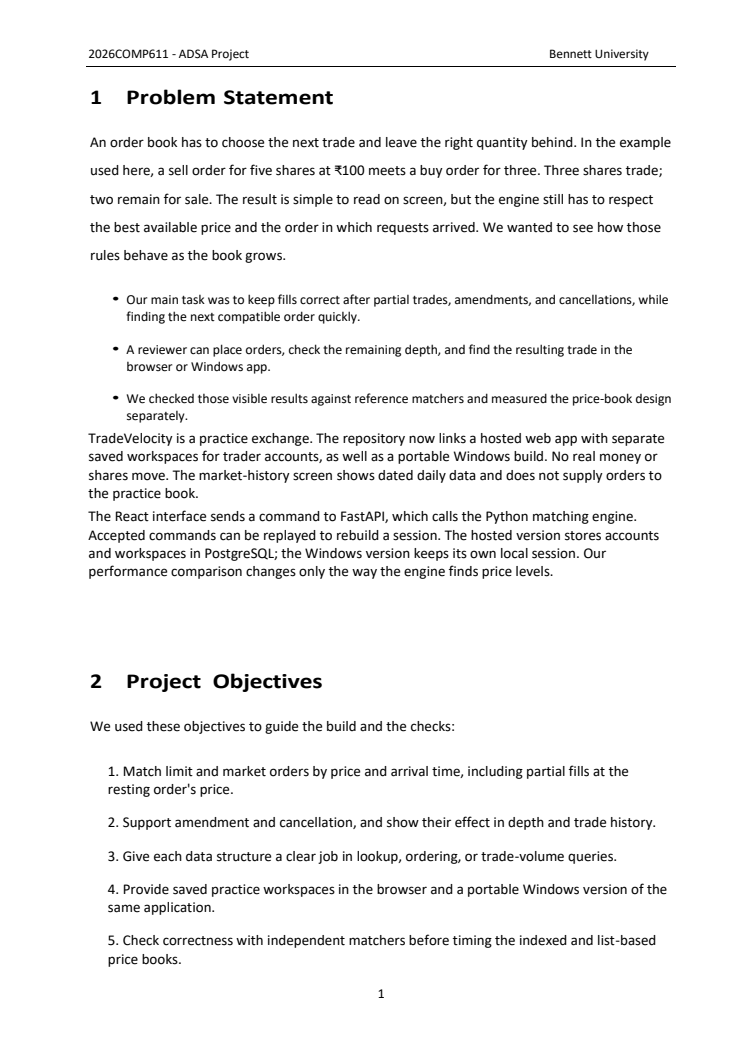 2026COMP611 - ADSA Project Bennett University
1 Problem Statement
An order book has to choose the next trade and leave the right quantity behind. In the example
used here, a sell order for five shares at ₹100 meets a buy order for three. Three shares trade;
two remain for sale. The result is simple to read on screen, but the engine still has to respect
the best available price and the order in which requests arrived. We wanted to see how those
rules behave as the book grows.
• Our main task was to keep fills correct after partial trades, amendments, and cancellations, while
finding the next compatible order quickly.
• A reviewer can place orders, check the remaining depth, and find the resulting trade in the
browser or Windows app.
• We checked those visible results against reference matchers and measured the price-book design
separately.
TradeVelocity is a practice exchange. The repository now links a hosted web app with separate
saved workspaces for trader accounts, as well as a portable Windows build. No real money or
shares move. The market-history screen shows dated daily data and does not supply orders to
the practice book.
The React interface sends a command to FastAPI, which calls the Python matching engine.
Accepted commands can be replayed to rebuild a session. The hosted version stores accounts
and workspaces in PostgreSQL; the Windows version keeps its own local session. Our
performance comparison changes only the way the engine finds price levels.
2 Project Objectives
We used these objectives to guide the build and the checks:
1. Match limit and market orders by price and arrival time, including partial fills at the
resting order's price.
2. Support amendment and cancellation, and show their effect in depth and trade history.
3. Give each data structure a clear job in lookup, ordering, or trade-volume queries.
4. Provide saved practice workspaces in the browser and a portable Windows version of the
same application.
5. Check correctness with independent matchers before timing the indexed and list-based
price books.
1